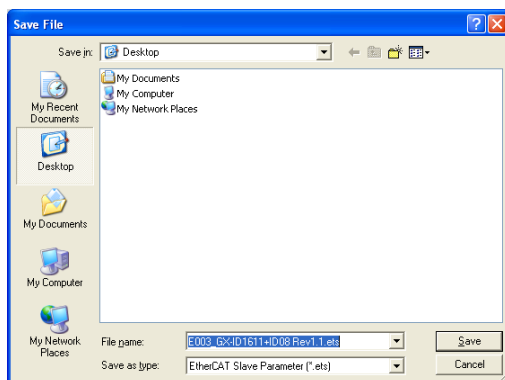 Save File
Save in:
Desktop
My Recent
Documents
Desktop
My Documents
My Computer
My Network
Places
My Documents
My Computer
My Network Places
File name:
E003_GX-ID1611+ID08 Rev1.1.ets
Save
Save as type:
EtherCAT Slave Parameter (*.ets)
Cancel